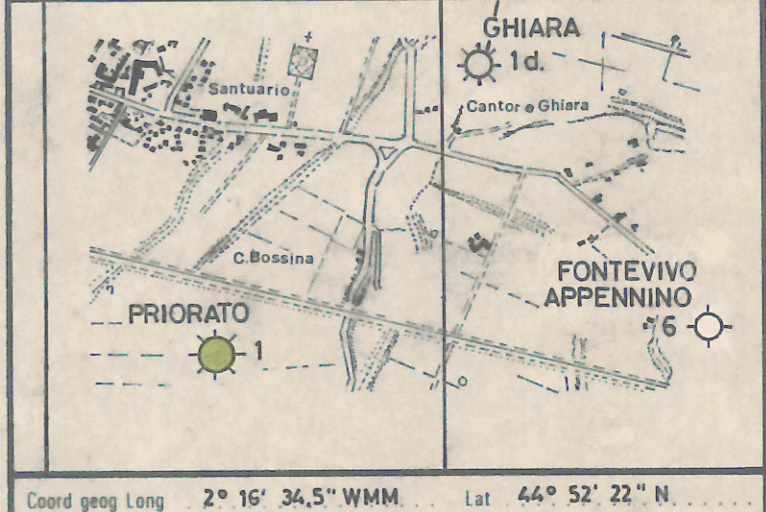 GHIARA
1 d.
Santuario
Cantor e Ghiara
C. Bossina
FONTEVIVO
APPENNINO
6
PRIORATO
1
Coord geog Long 2° 16' 34,5" WMM Lat 44° 52' 22" N